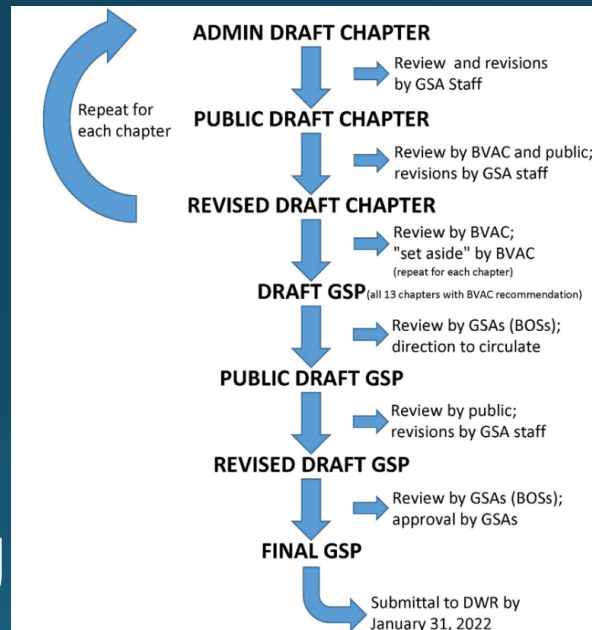 ADMIN DRAFT CHAPTER
Review and revisions
by GSA Staff
Repeat for
each chapter
PUBLIC DRAFT CHAPTER
Review by BVAC and public;
revisions by GSA staff
REVISED DRAFT CHAPTER
Review by BVAC;
"set aside" by BVAC
(repeat for each chapter)
DRAFT GSP (all 13 chapters with BVAC recommendation)
Review by GSAs (BOSs);
direction to circulate
PUBLIC DRAFT GSP
Review by public;
revisions by GSA staff
REVISED DRAFT GSP
Review by GSAs (BOSs);
approval by GSAs
FINAL GSP
Submittal to DWR by
January 31, 2022